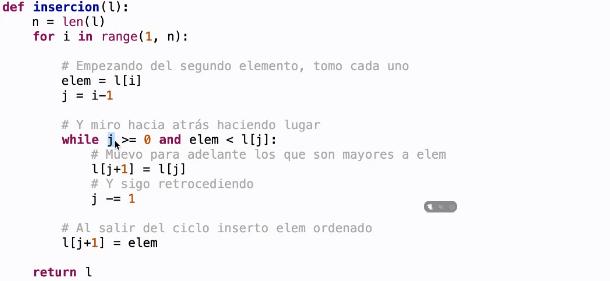 def insercion(l):
    n = len(l)
    for i in range(1, n):
        # Empezando del segundo elemento, tomo cada uno
        elem = l[i]
        j = i-1
        # Y miro hacia atrás haciendo lugar
        while j >= 0 and elem < l[j]:
            # Muevo para adelante los que son mayores a elem
            l[j+1] = l[j]
            # Y sigo retrocediendo
            j -= 1
        # Al salir del ciclo inserto elem ordenado
        l[j+1] = elem
    return l